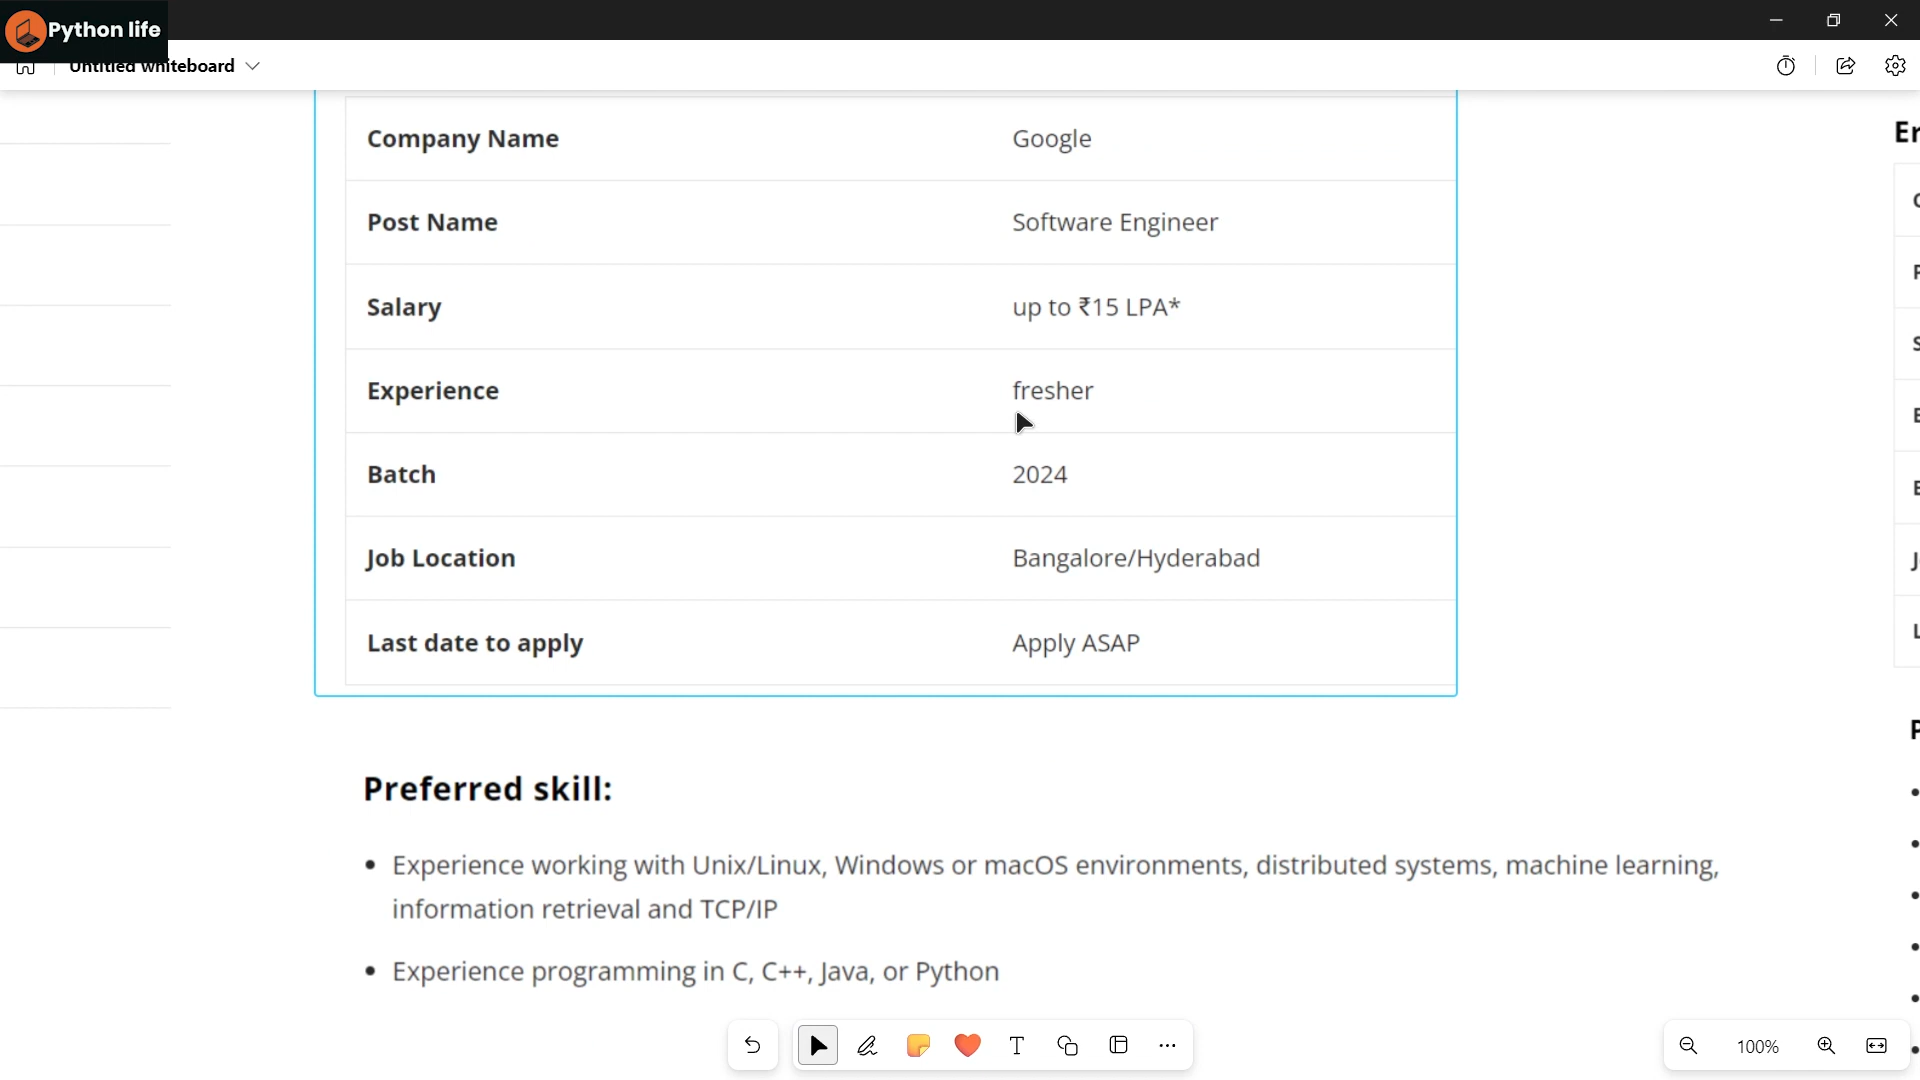 Python life
Untitled whiteboard
Company Name Google
Post Name Software Engineer
Salary up to ₹15 LPA*
Experience fresher
Batch 2024
Job Location Bangalore/Hyderabad
Last date to apply Apply ASAP
Preferred skill:
• Experience working with Unix/Linux, Windows or macOS environments, distributed systems, machine learning,
information retrieval and TCP/IP
• Experience programming in C, C++, Java, or Python
100%